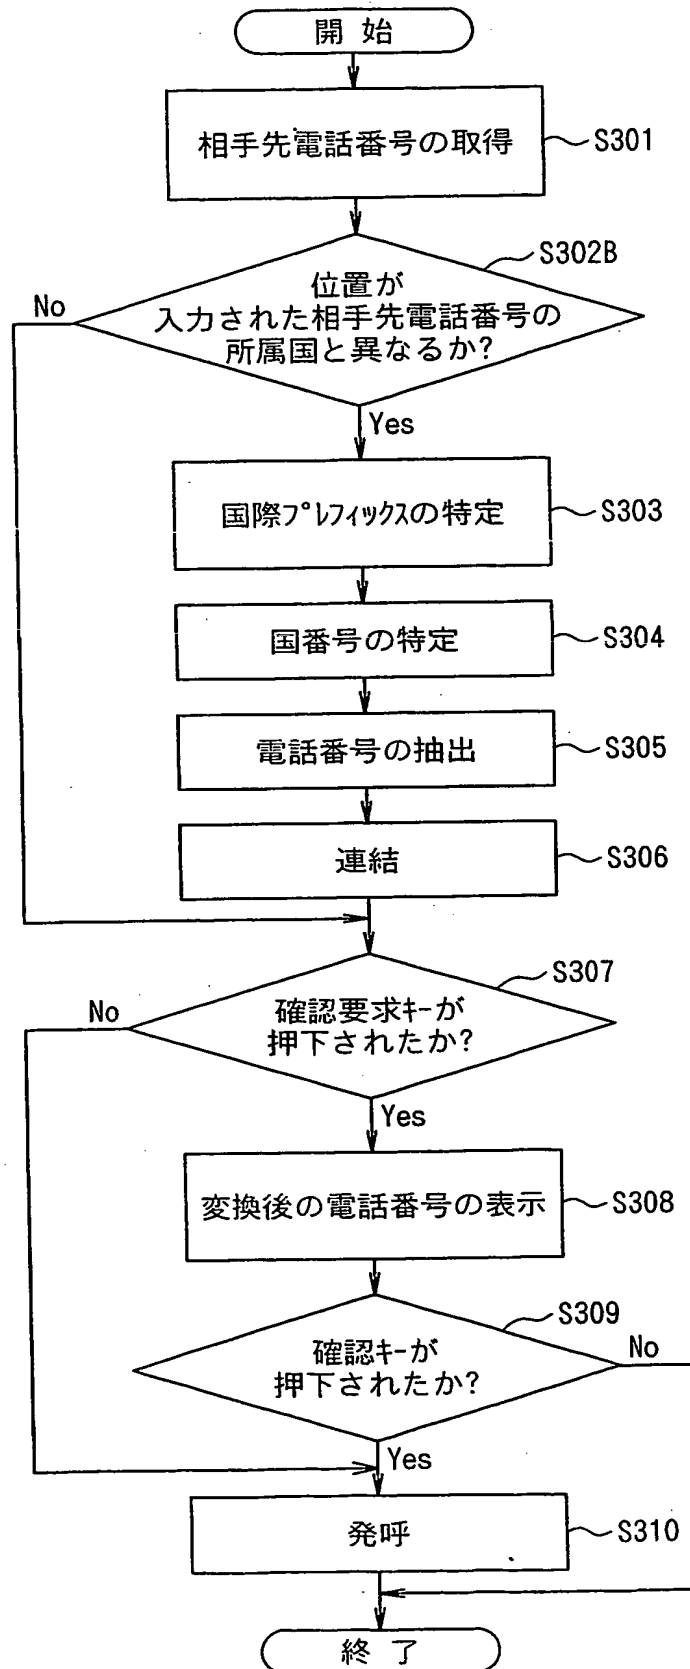 開始
相手先電話番号の取得
S301
S302B
位置が
入力された相手先電話番号の
所属国と異なるか?
No
Yes
国際プレフィックスの特定
S303
国番号の特定
S304
電話番号の抽出
S305
連結
S306
S307
確認要求キーが
押下されたか?
No
Yes
変換後の電話番号の表示
S308
S309
確認キーが
押下されたか?
No
Yes
発呼
S310
終了